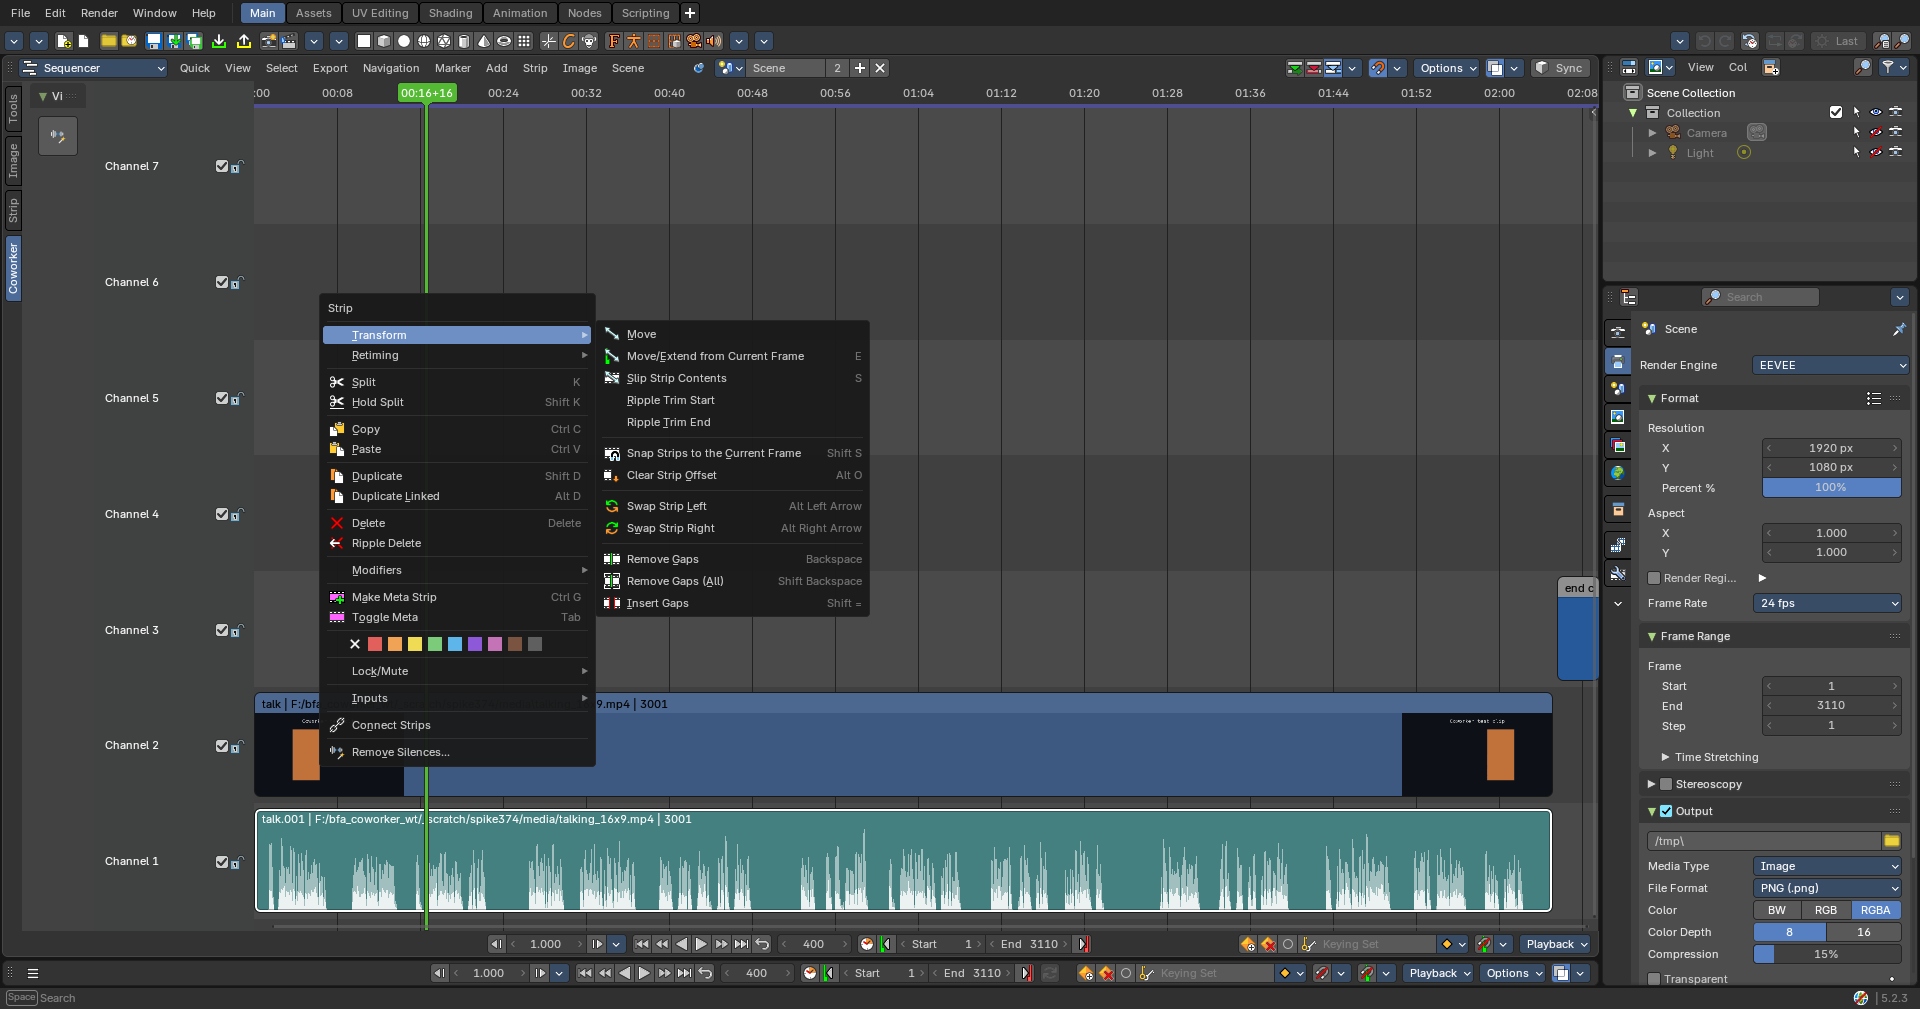 File Edit Render Window Help Main Assets UV Editing Shading Animation Nodes Scripting
Last
Sequencer Quick View Select Export Navigation Marker Add Strip Image Scene Scene 2 Options Sync View Col
Vi :00 00:08 00:16+16 00:24 00:32 00:40 00:48 00:56 01:04 01:12 01:20 01:28 01:36 01:44 01:52 02:00 02:08
Tools
Image
Strip
Coworker
Channel 7
Channel 6
Channel 5
Channel 4
Channel 3
Channel 2
Channel 1
Strip
Transform
Retiming
Split K
Hold Split Shift K
Copy Ctrl C
Paste Ctrl V
Duplicate Shift D
Duplicate Linked Alt D
Delete Delete
Ripple Delete
Modifiers
Make Meta Strip Ctrl G
Toggle Meta Tab
Lock/Mute
Inputs
Connect Strips
Remove Silences...
Move
Move/Extend from Current Frame E
Slip Strip Contents S
Ripple Trim Start
Ripple Trim End
Snap Strips to the Current Frame Shift S
Clear Strip Offset Alt O
Swap Strip Left Alt Left Arrow
Swap Strip Right Alt Right Arrow
Remove Gaps Backspace
Remove Gaps (All) Shift Backspace
Insert Gaps Shift =
end c
talk | F:/bfa 9.mp4 | 3001
Coworker test clip
talk.001 | F:/bfa_coworker_wt/_scratch/spike374/media/talking_16x9.mp4 | 3001
1.000 400 Start 1 End 3110 Keying Set Playback
1.000 400 Start 1 End 3110 Keying Set Playback Options
Space Search
5.2.3
Scene Collection
Collection
Camera
Light
Search
Scene
Render Engine EEVEE
Format
Resolution
X 1920 px
Y 1080 px
Percent % 100%
Aspect
X 1.000
Y 1.000
Render Regi...
Frame Rate 24 fps
Frame Range
Frame
Start 1
End 3110
Step 1
Time Stretching
Stereoscopy
Output
/tmp\
Media Type Image
File Format PNG (.png)
Color BW RGB RGBA
Color Depth 8 16
Compression 15%
Transparent